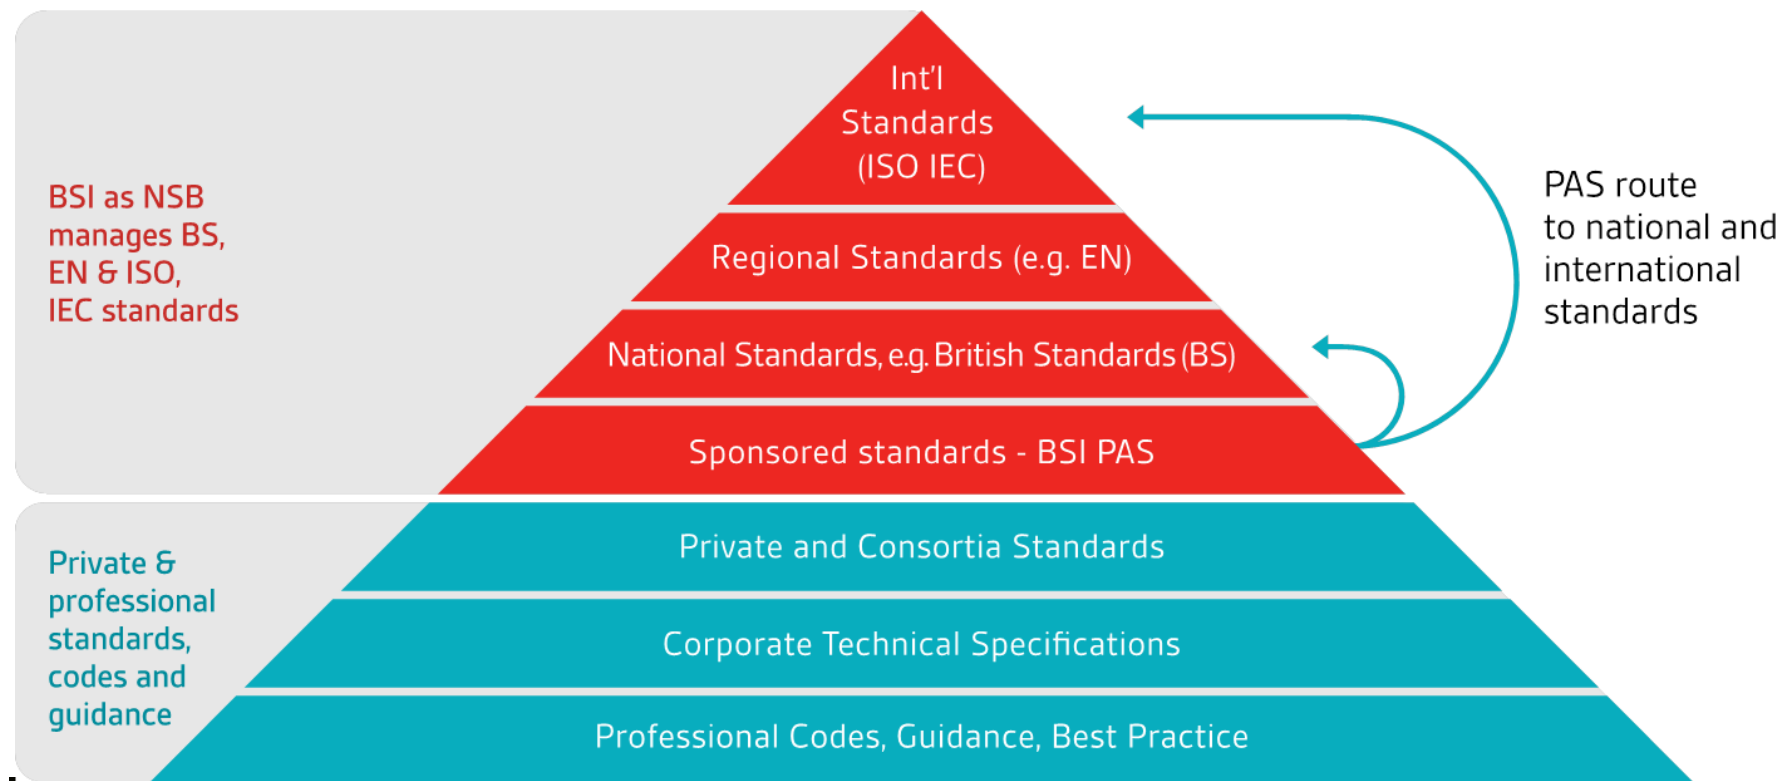 Int'l
Standards
(ISO IEC)
Regional Standards (e.g. EN)
National Standards, e.g. British Standards (BS)
Sponsored standards - BSI PAS
Private and Consortia Standards
Corporate Technical Specifications
Professional Codes, Guidance, Best Practice
BSI as NSB
manages BS,
EN & ISO,
IEC standards
Private &
professional
standards,
codes and
guidance
PAS route
to national and
international
standards